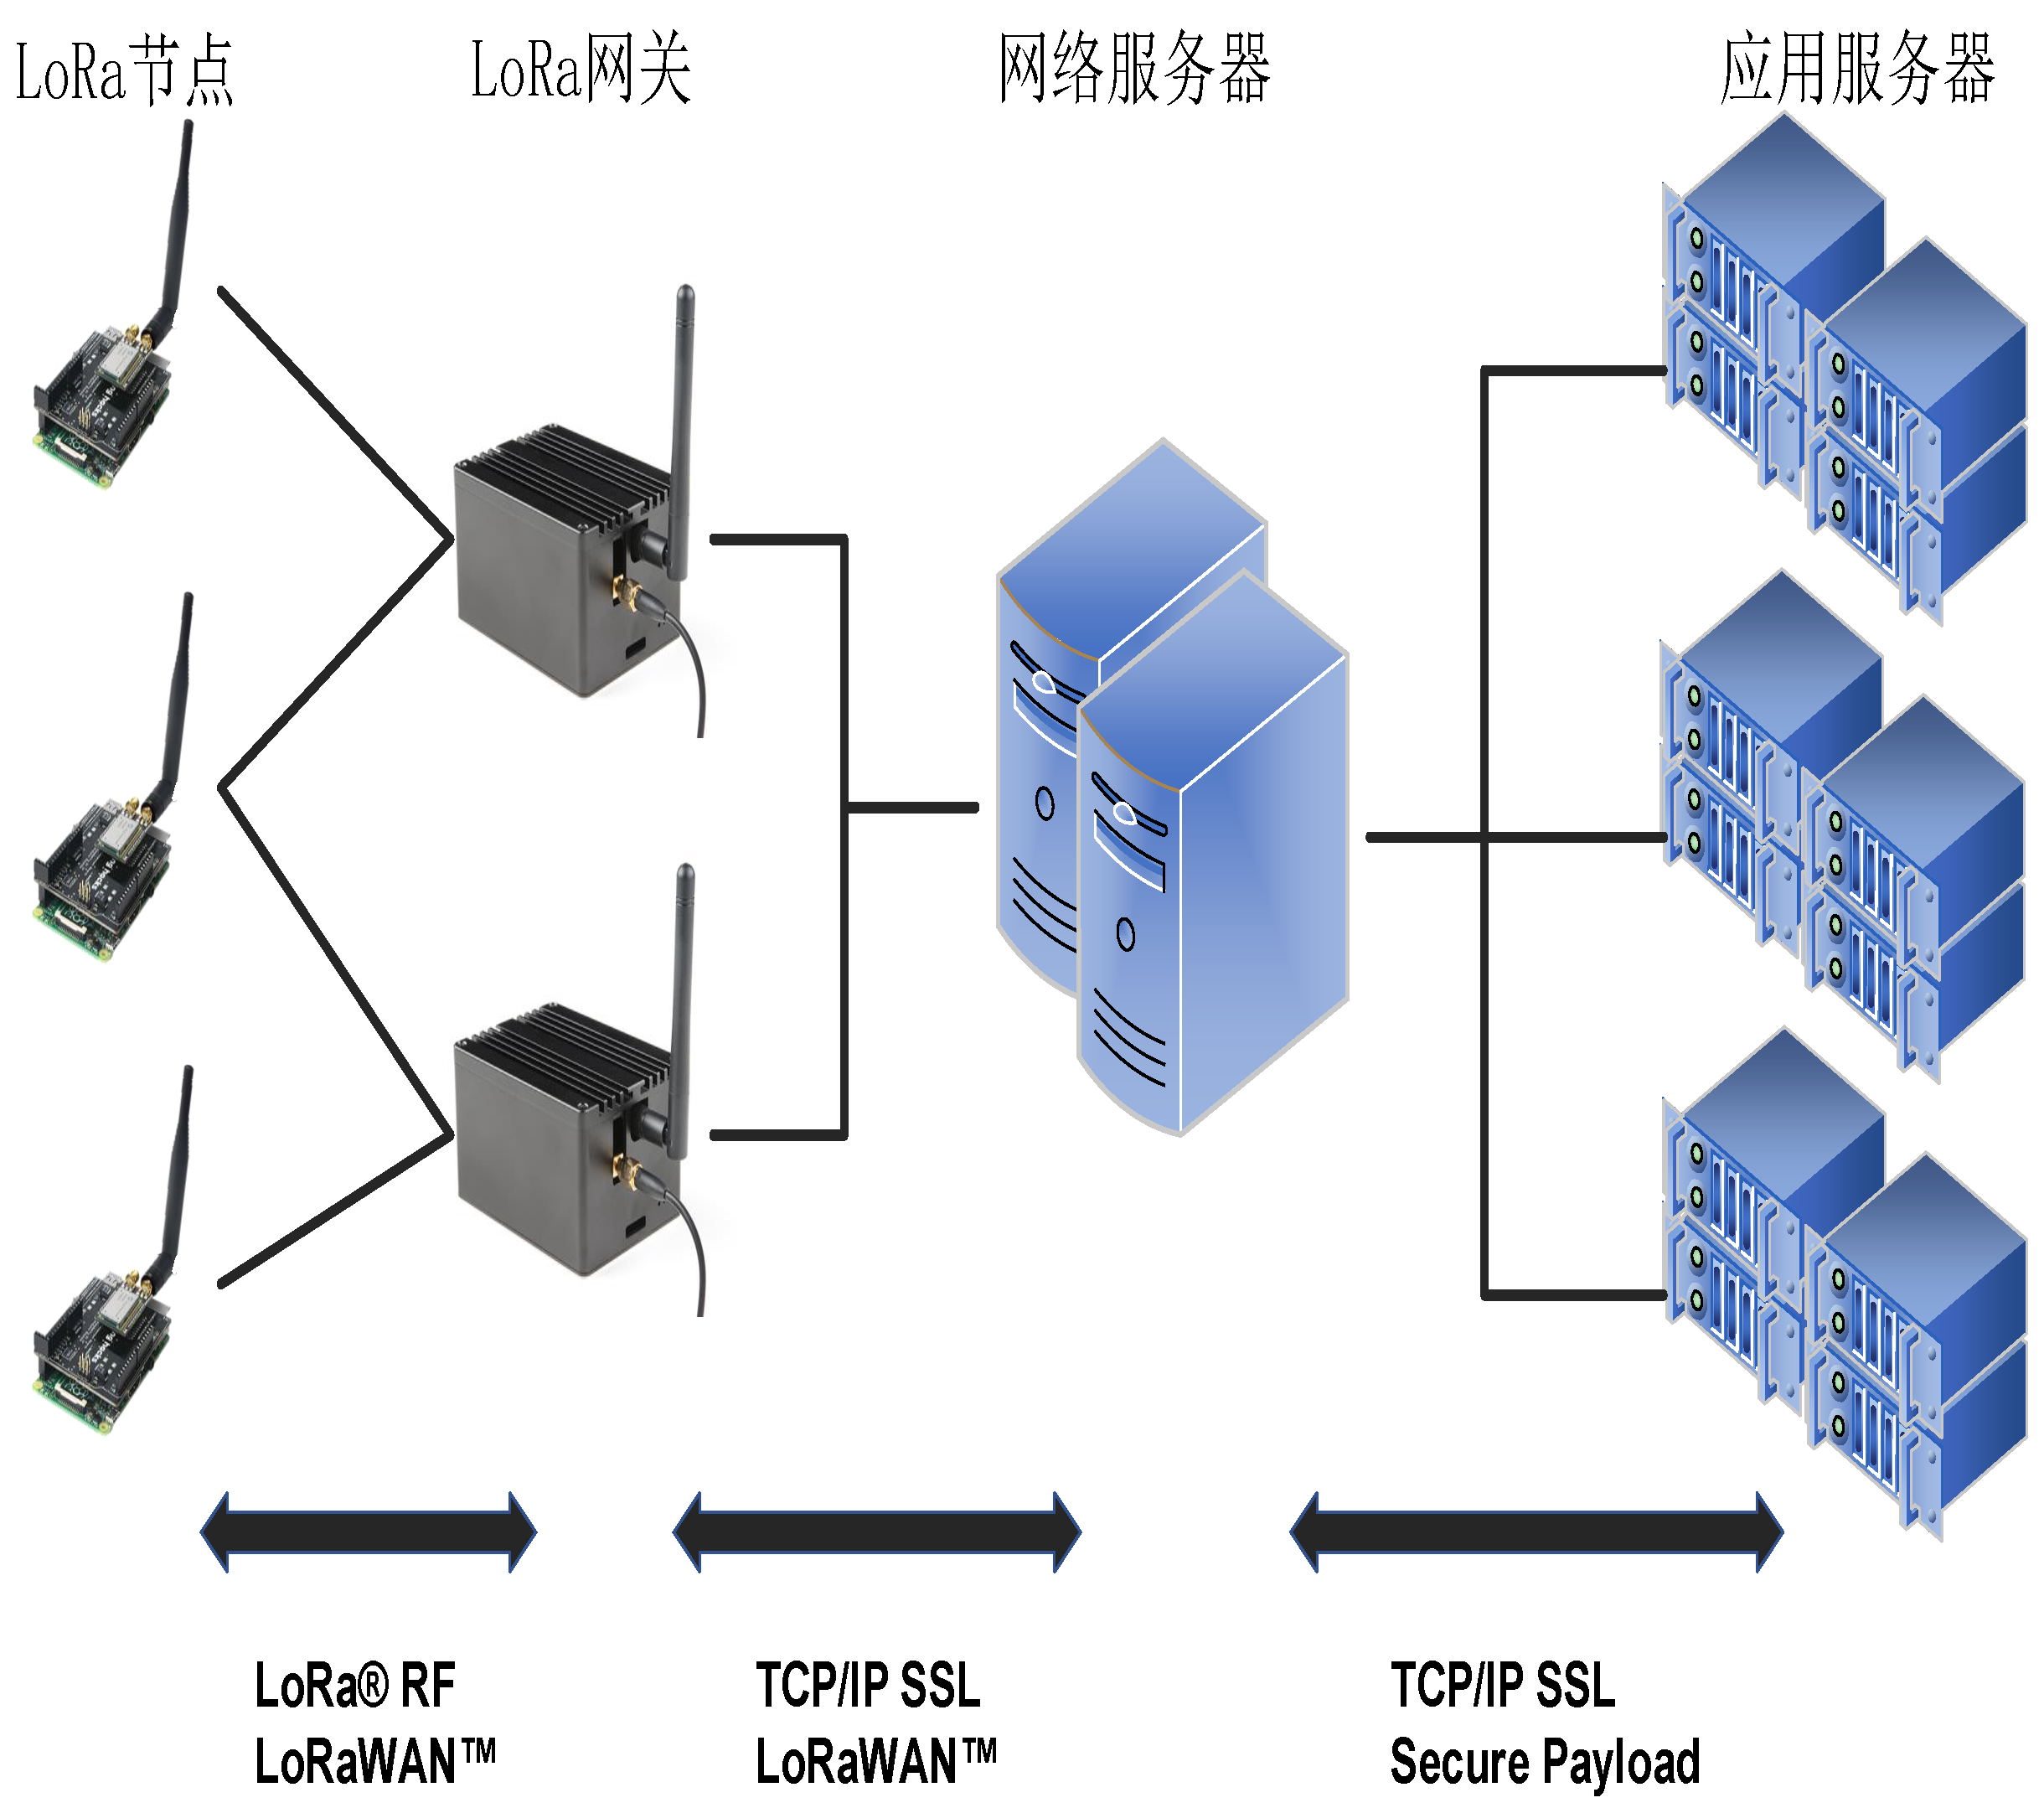 LoRa节点
LoRa网关
网络服务器
应用服务器
LoRa® RF
LoRaWAN™
TCP/IP SSL
LoRaWAN™
TCP/IP SSL
Secure Payload